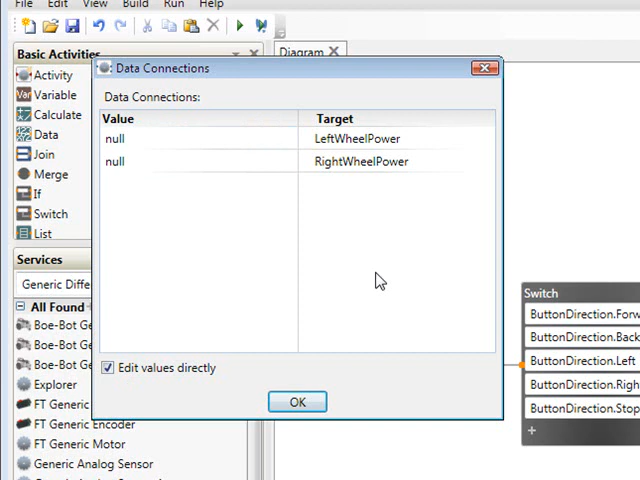 File Edit View Build Run Help
Basic Activities
Diagram
Activity
Variable
Calculate
Data
Join
Merge
If
Switch
List
Services
Generic Diffe
All Found
Boe-Bot Ge
Boe-Bot Ge
Boe-Bot Ge
Explorer
FT Generic
FT Generic Encoder
FT Generic Motor
Generic Analog Sensor
Data Connections
Data Connections:
Value Target
null LeftWheelPower
null RightWheelPower
Edit values directly
OK
Switch
ButtonDirection.Forw
ButtonDirection.Back
ButtonDirection.Left
ButtonDirection.Righ
ButtonDirection.Stop